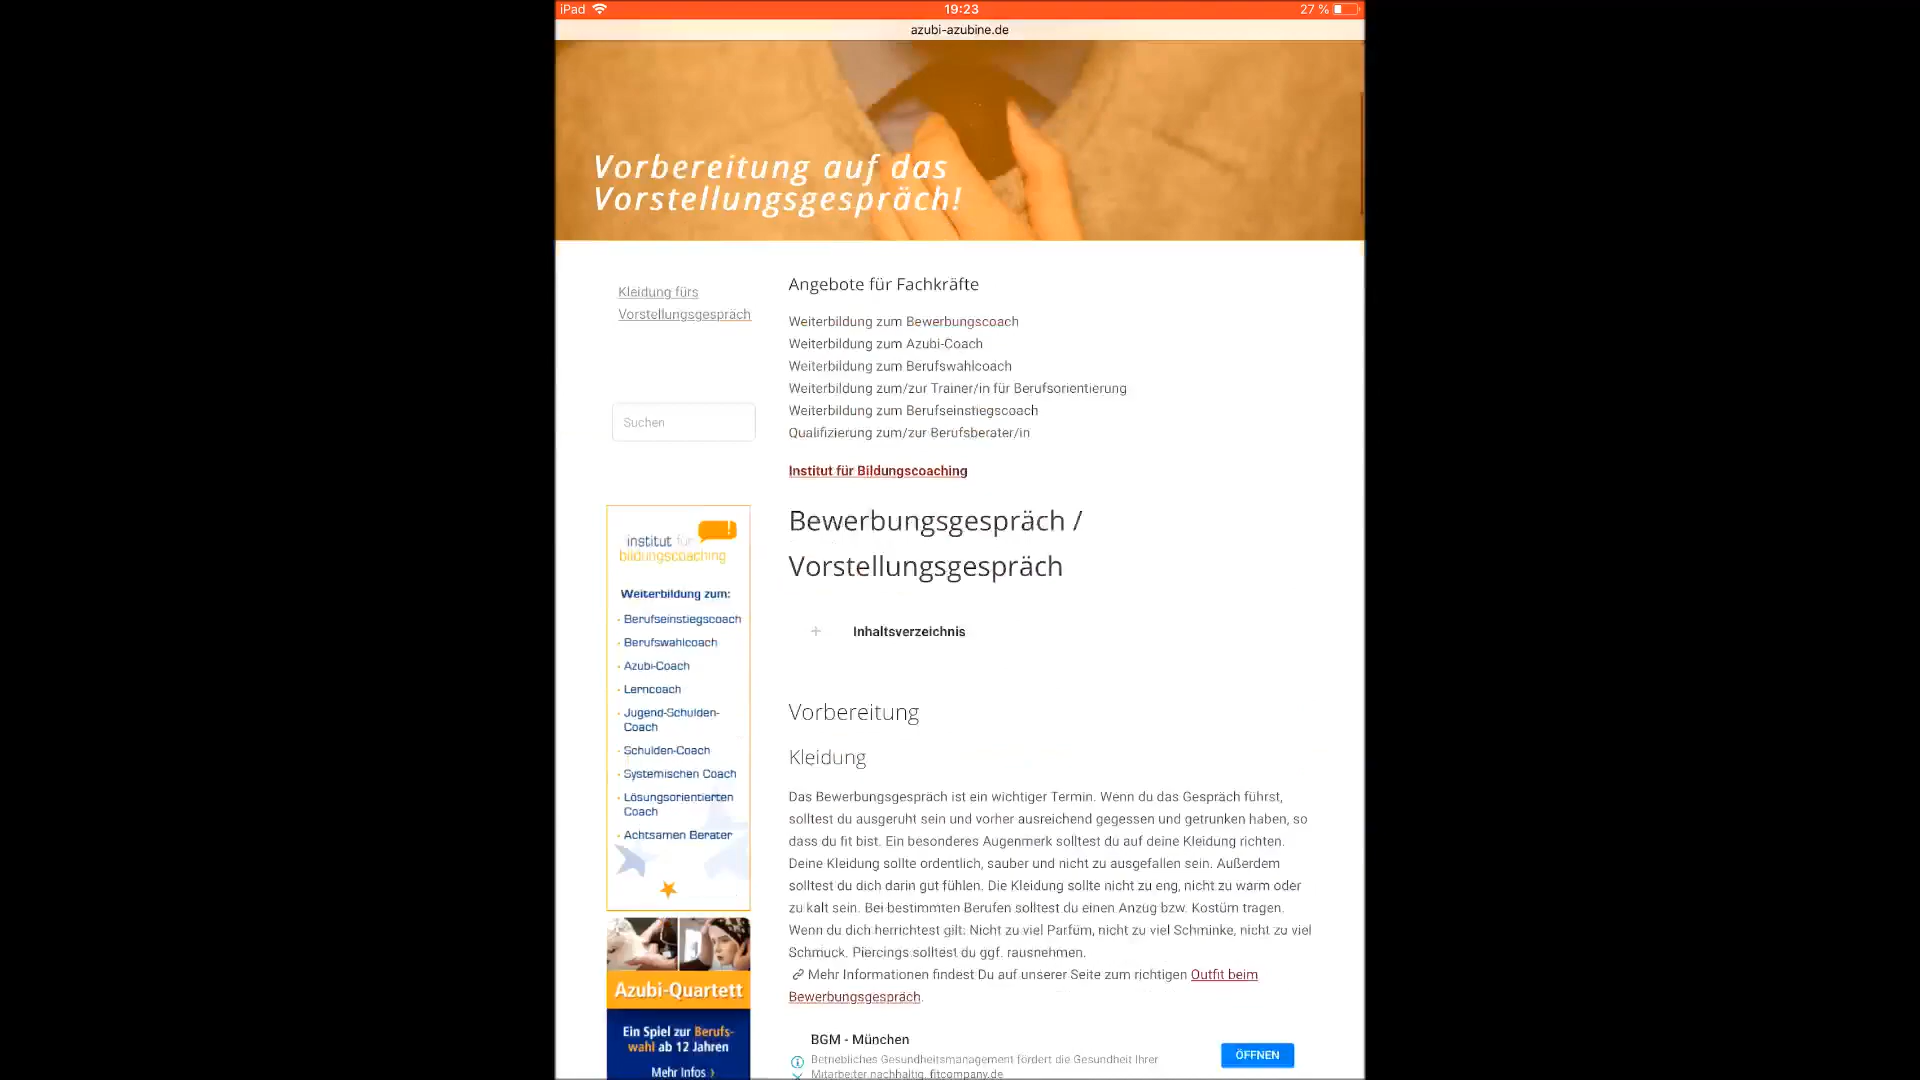 iPad
19:23
27 %
azubi-azubine.de
Vorbereitung auf das
Vorstellungsgespräch!
Kleidung fürs
Vorstellungsgespräch
Suchen
institut für
bildungscoaching
Weiterbildung zum:
- Berufseinstiegscoach
- Berufswahlcoach
- Azubi-Coach
- Lerncoach
- Jugend-Schulden-
Coach
- Schulden-Coach
- Systemischen Coach
- Lösungsorientierten
Coach
- Achtsamen Berater
Azubi-Quartett
Ein Spiel zur Berufs-
wahl ab 12 Jahren
Mehr Infos ›
Angebote für Fachkräfte
Weiterbildung zum Bewerbungscoach
Weiterbildung zum Azubi-Coach
Weiterbildung zum Berufswahlcoach
Weiterbildung zum/zur Trainer/in für Berufsorientierung
Weiterbildung zum Berufseinstiegscoach
Qualifizierung zum/zur Berufsberater/in
Institut für Bildungscoaching
Bewerbungsgespräch /
Vorstellungsgespräch
+ Inhaltsverzeichnis
Vorbereitung
Kleidung
Das Bewerbungsgespräch ist ein wichtiger Termin. Wenn du das Gespräch führst,
solltest du ausgeruht sein und vorher ausreichend gegessen und getrunken haben, so
dass du fit bist. Ein besonderes Augenmerk solltest du auf deine Kleidung richten.
Deine Kleidung sollte ordentlich, sauber und nicht zu ausgefallen sein. Außerdem
solltest du dich darin gut fühlen. Die Kleidung sollte nicht zu eng, nicht zu warm oder
zu kalt sein. Bei bestimmten Berufen solltest du einen Anzug bzw. Kostüm tragen.
Wenn du dich herrichtest gilt: Nicht zu viel Parfüm, nicht zu viel Schminke, nicht zu viel
Schmuck. Piercings solltest du ggf. rausnehmen.
Mehr Informationen findest Du auf unserer Seite zum richtigen Outfit beim
Bewerbungsgespräch.
BGM - München
Betriebliches Gesundheitsmanagement fördert die Gesundheit Ihrer
Mitarbeiter nachhaltig. fitcompany.de
ÖFFNEN